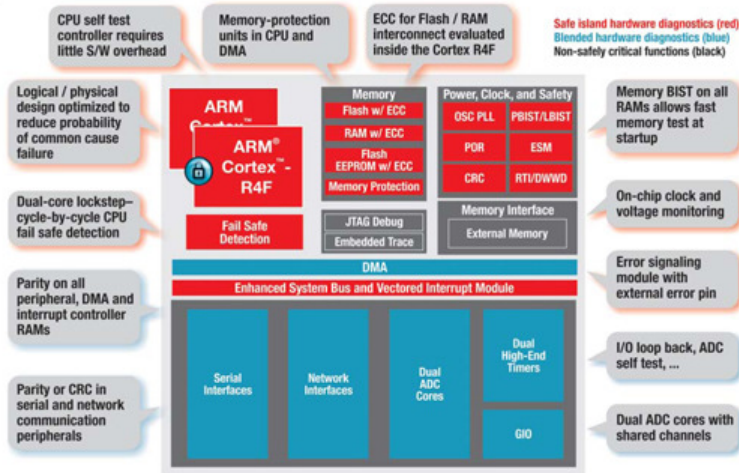 CPU self test
controller requires
little S/W overhead
Memory-protection
units in CPU and
DMA
ECC for Flash / RAM
interconnect evaluated
inside the Cortex R4F
Safe island hardware diagnostics (red)
Blended hardware diagnostics (blue)
Non-safely critical functions (black)
Logical / physical
design optimized to
reduce probability
of common cause
failure
Dual-core lockstep–
cycle-by-cycle CPU
fail safe detection
Parity on all
peripheral, DMA and
interrupt controller
RAMs
Parity or CRC in
serial and network
communication
peripherals
ARM
Cortex™
ARM®
Cortex™-
R4F
Fail Safe
Detection
Memory
Flash w/ ECC
RAM w/ ECC
Flash
EEPROM w/ ECC
Memory Protection
JTAG Debug
Embedded Trace
Power, Clock, and Safety
OSC PLL
PBIST/LBIST
POR
ESM
CRC
RTI/DWWD
Memory Interface
External Memory
DMA
Enhanced System Bus and Vectored Interrupt Module
Serial
Interfaces
Network
Interfaces
Dual
ADC
Cores
Dual
High-End
Timers
GIO
Memory BIST on all
RAMs allows fast
memory test at
startup
On-chip clock and
voltage monitoring
Error signaling
module with
external error pin
I/O loop back, ADC
self test, ...
Dual ADC cores with
shared channels